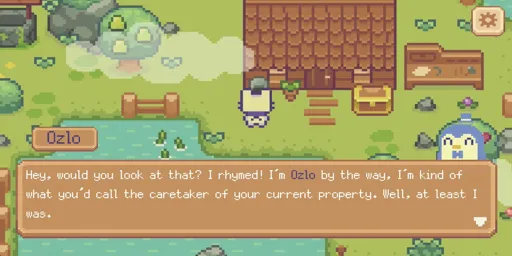 Ozlo
Hey, would you look at that? I rhymed! I'm Ozlo by the way, I'm kind of
what you'd call the caretaker of your current property. Well, at least I
was.